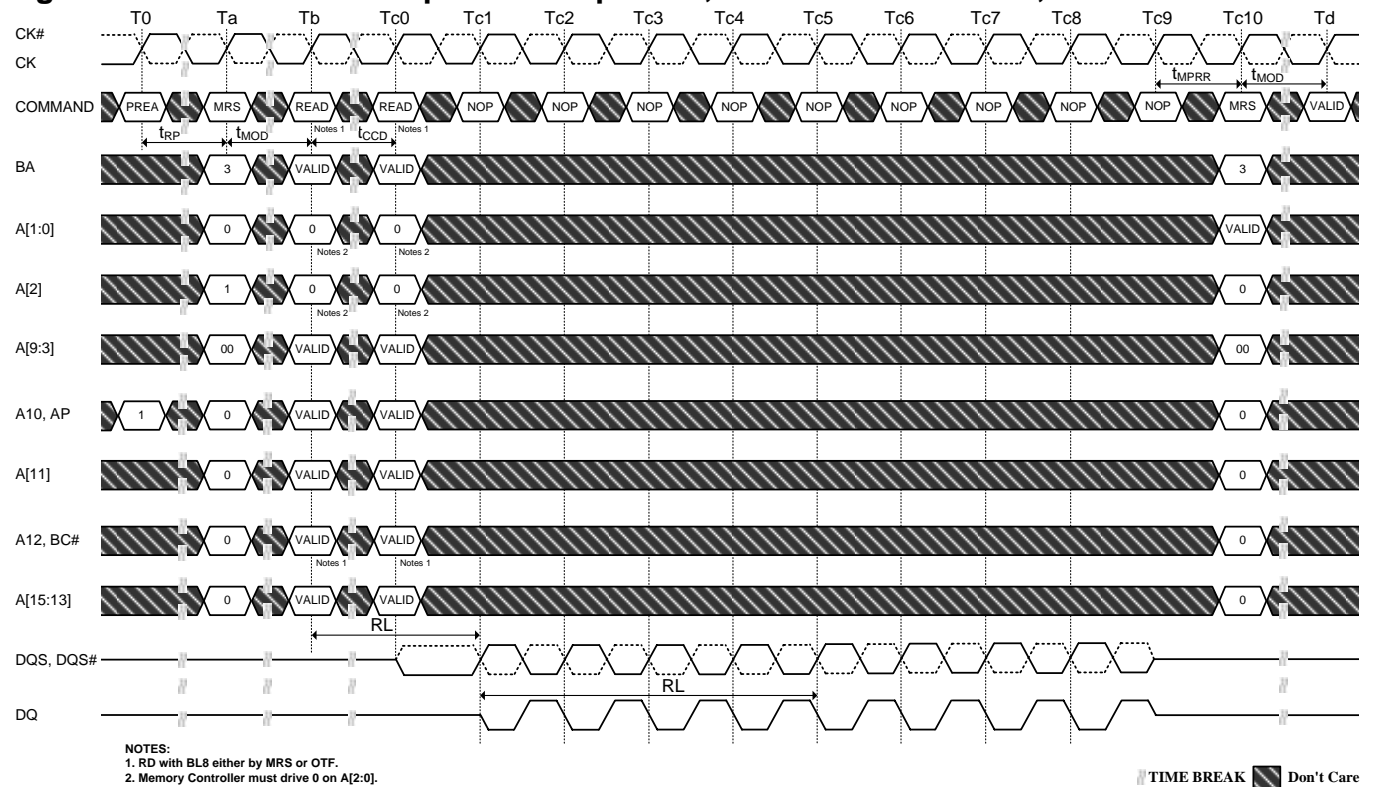 T0 Ta Tb Tc0 Tc1 Tc2 Tc3 Tc4 Tc5 Tc6 Tc7 Tc8 Tc9 Tc10 Td
CK#
CK
tMPRR tMOD
COMMAND PREA MRS READ READ NOP NOP NOP NOP NOP NOP NOP NOP NOP MRS VALID
Notes 1 Notes 1
tRP tMOD tCCD
BA 3 VALID VALID 3
A[1:0] 0 0 0 VALID
Notes 2 Notes 2
A[2] 1 0 0 0
Notes 2 Notes 2
A[9:3] 00 VALID VALID 00
A10, AP 1 0 VALID VALID 0
A[11] 0 VALID VALID 0
A12, BC# 0 VALID VALID 0
Notes 1 Notes 1
A[15:13] 0 VALID VALID 0
RL
DQS, DQS#
RL
DQ
NOTES:
1. RD with BL8 either by MRS or OTF.
2. Memory Controller must drive 0 on A[2:0].
TIME BREAK Don't Care